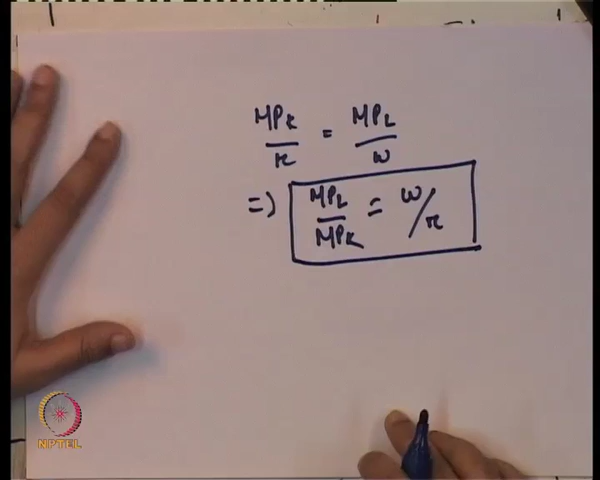 MPK/r = MPL/w
=> MPL/MPK = w/r
NPTEL